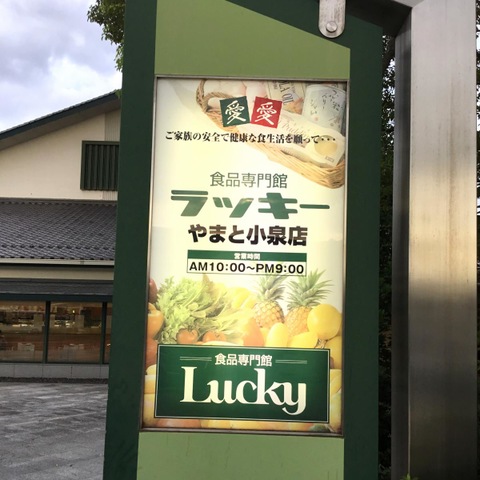 愛 愛
ご家族の安全で健康な食生活を願って・・・
食品専門館
ラッキー
やまと小泉店
営業時間
AM10:00～PM9:00
食品専門館
Lucky